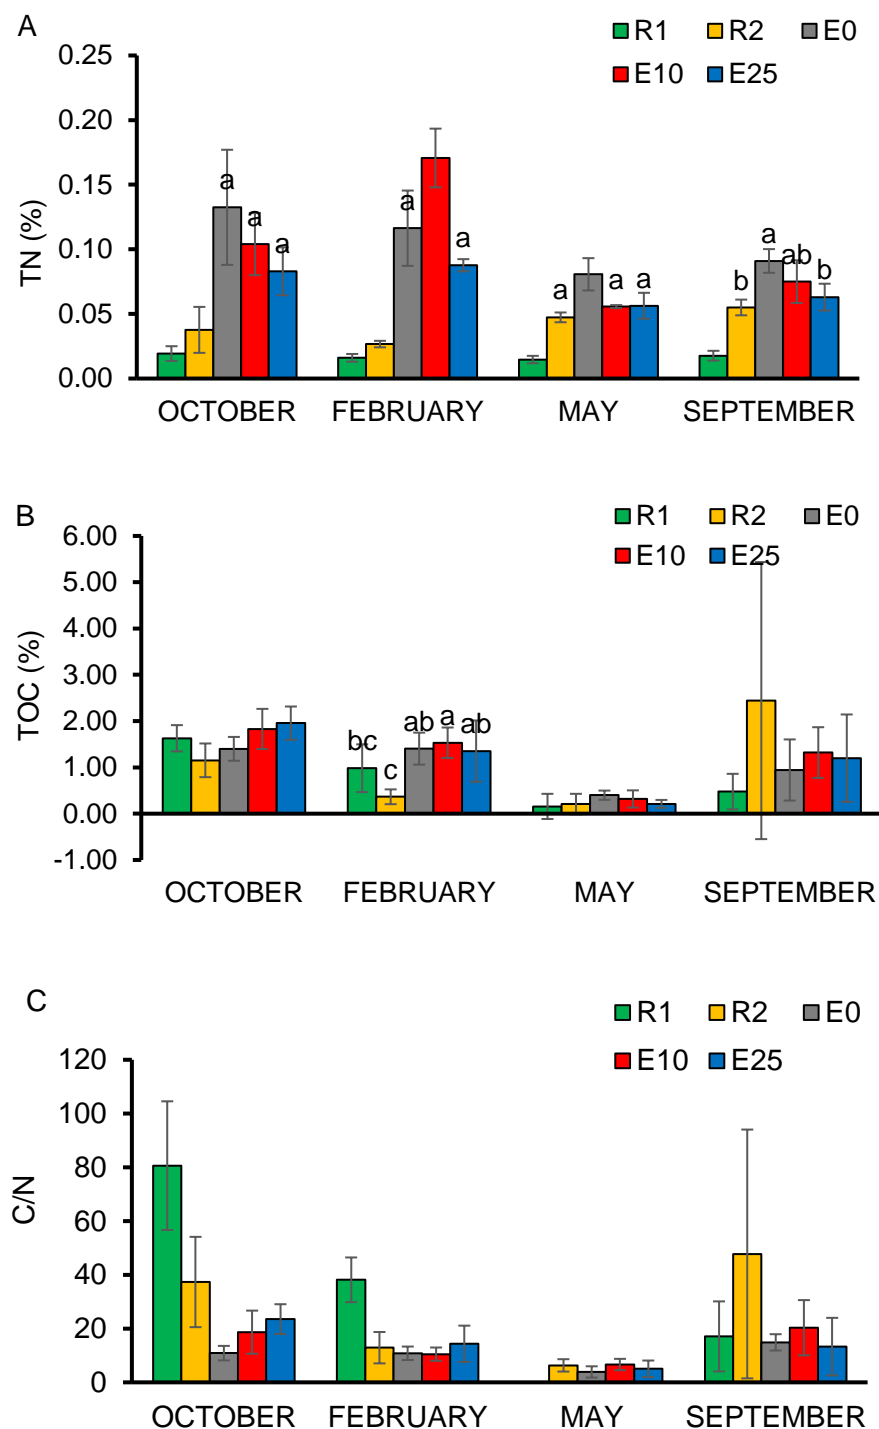 A
R1 R2 E0
E10 E25
0.25
0.20
0.15
0.10
0.05
0.00
TN (%)
a a a
a a
a a a
b a ab b
OCTOBER FEBRUARY MAY SEPTEMBER
B
R1 R2 E0
E10 E25
6.00
5.00
4.00
3.00
2.00
1.00
0.00
-1.00
TOC (%)
bc c ab a ab
OCTOBER FEBRUARY MAY SEPTEMBER
C
R1 R2 E0
E10 E25
120
100
80
60
40
20
0
C/N
OCTOBER FEBRUARY MAY SEPTEMBER